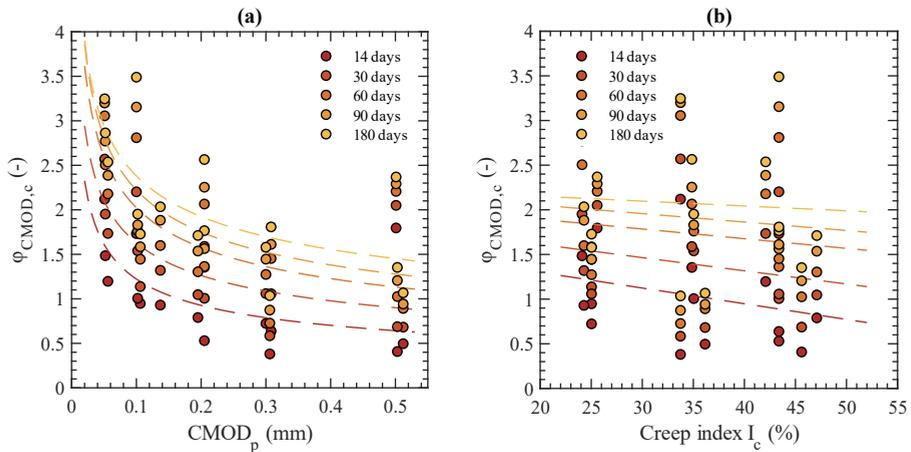 (a)
4
3.5
3
2.5
2
1.5
1
0.5
0
φCMOD,c (-)
14 days
30 days
60 days
90 days
180 days
0 0.1 0.2 0.3 0.4 0.5
CMODp (mm)
(b)
4
3.5
3
2.5
2
1.5
1
0.5
0
φCMOD,c (-)
14 days
30 days
60 days
90 days
180 days
20 25 30 35 40 45 50 55
Creep index Ic (%)